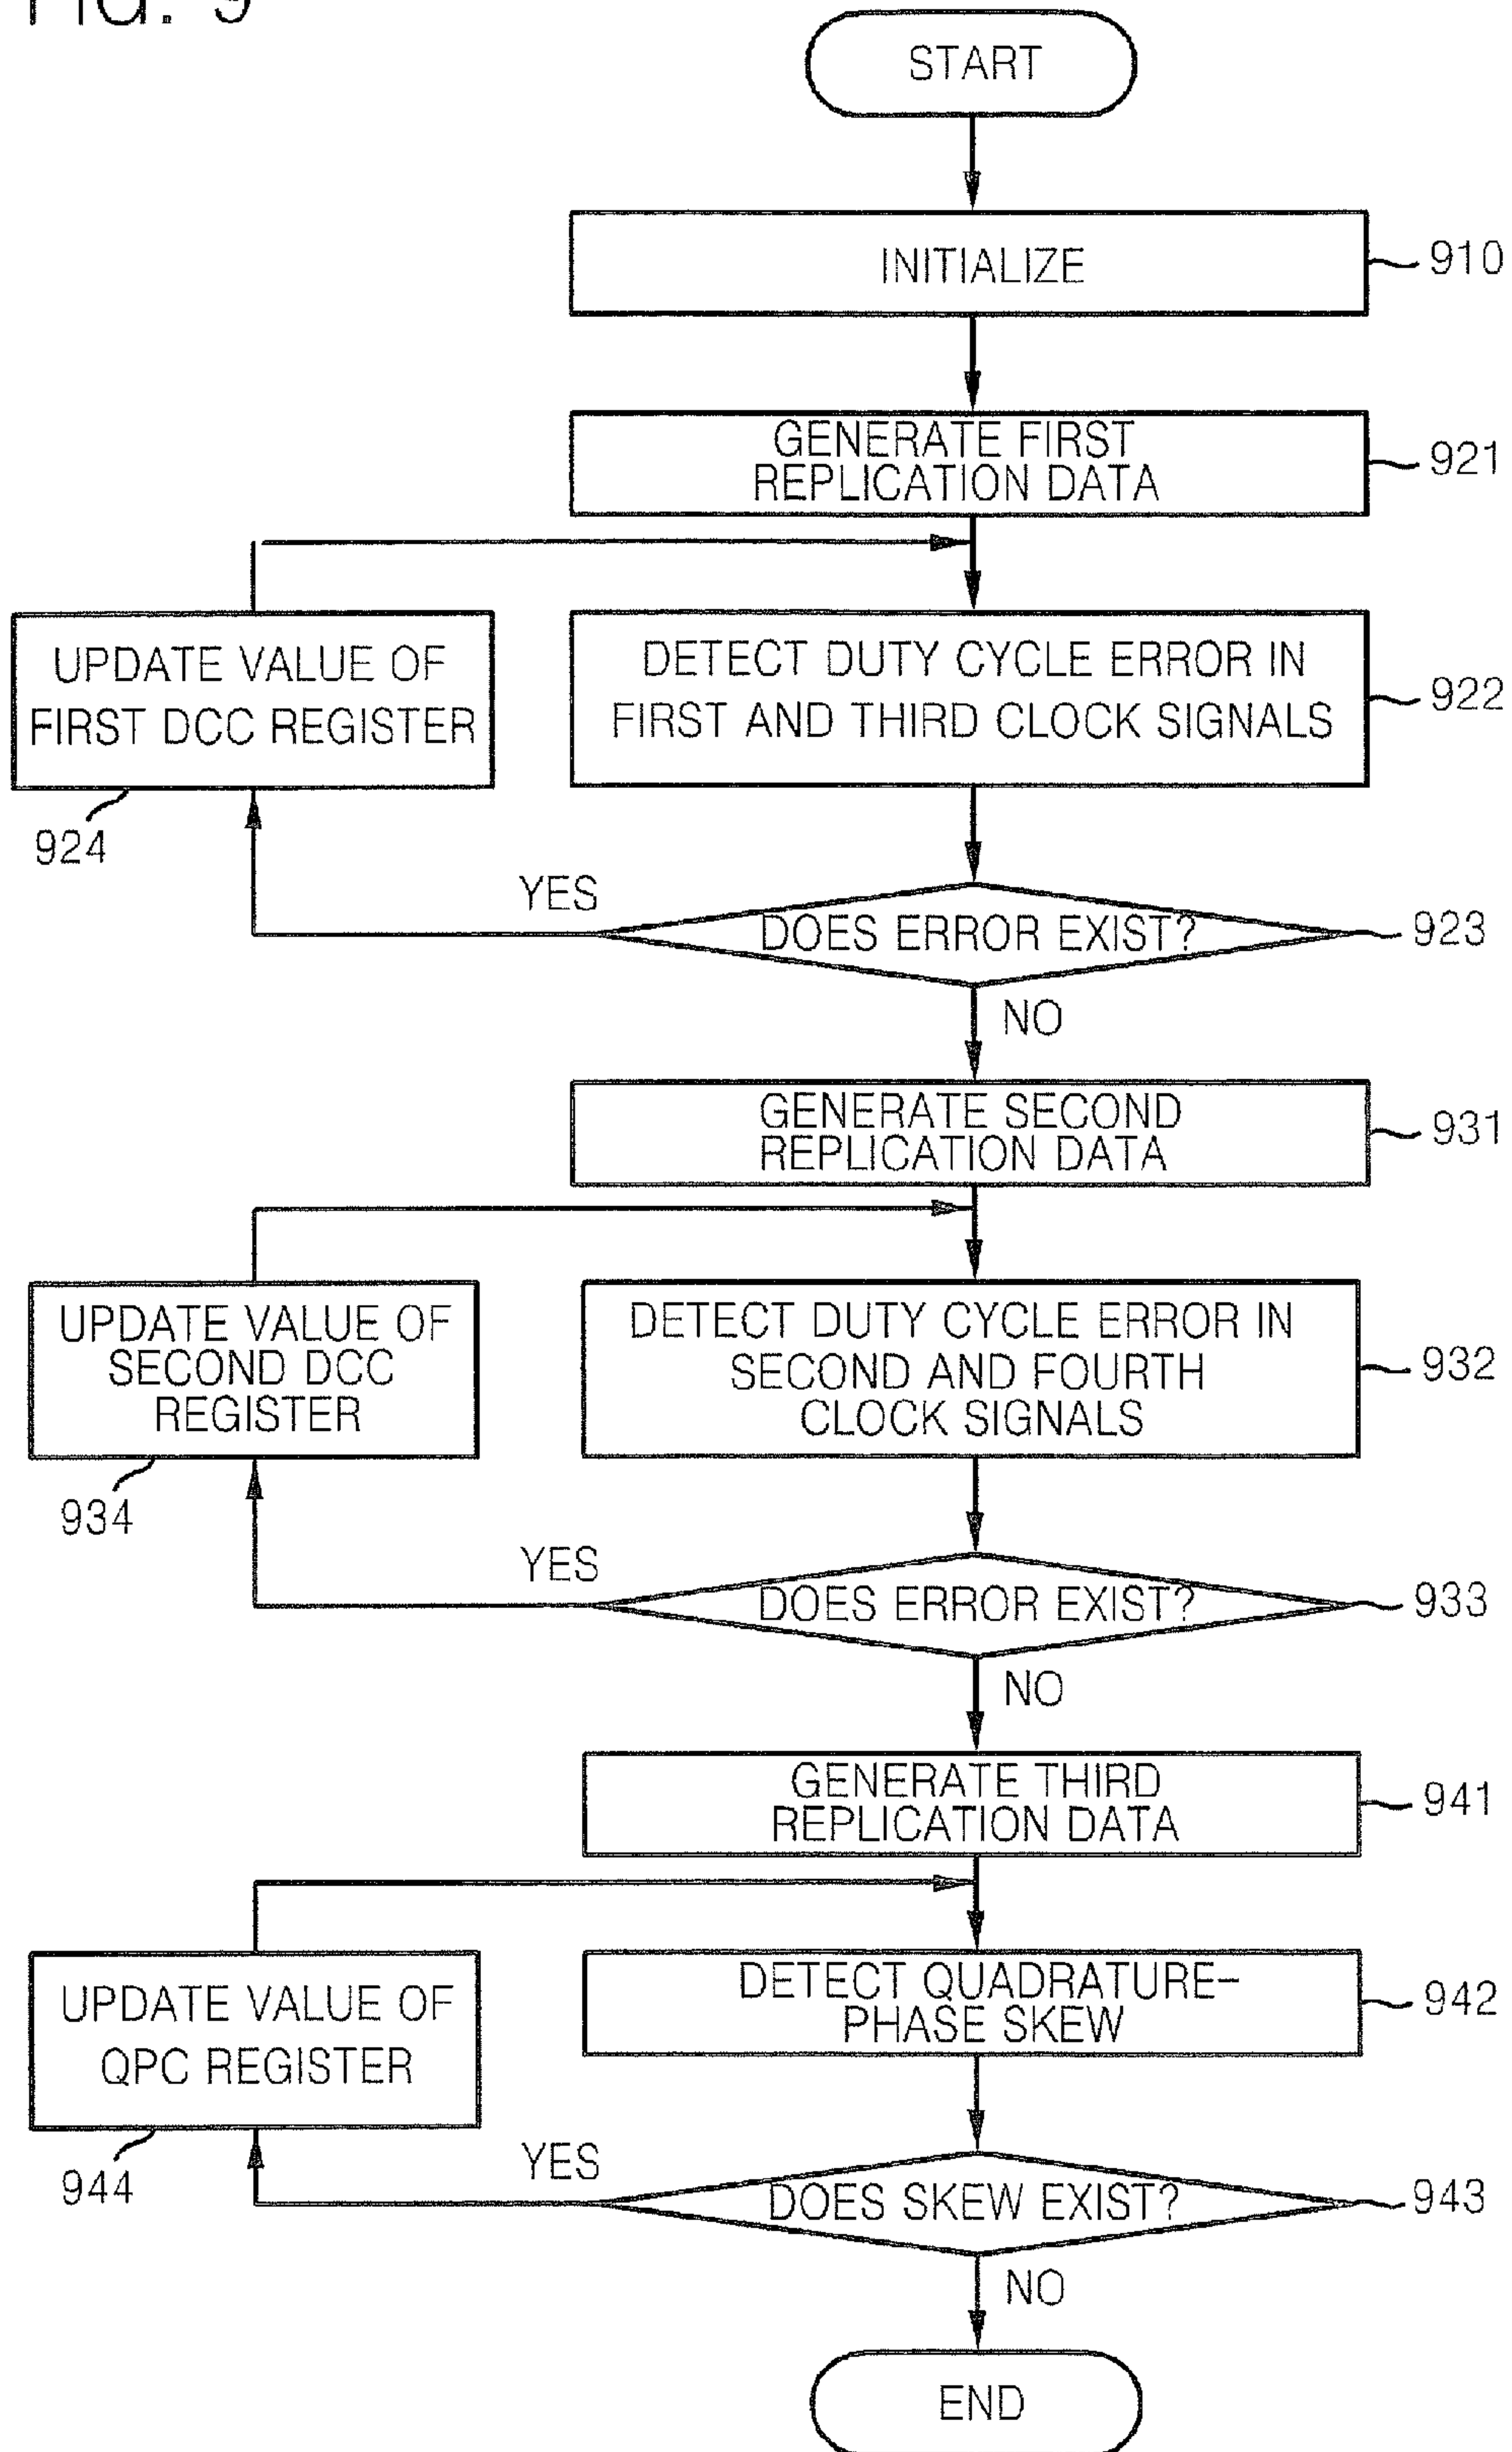 FIG. 9
START
INITIALIZE
910
GENERATE FIRST
REPLICATION DATA
921
UPDATE VALUE OF
FIRST DCC REGISTER
924
DETECT DUTY CYCLE ERROR IN
FIRST AND THIRD CLOCK SIGNALS
922
YES
DOES ERROR EXIST?
923
NO
GENERATE SECOND
REPLICATION DATA
931
UPDATE VALUE OF
SECOND DCC
REGISTER
934
DETECT DUTY CYCLE ERROR IN
SECOND AND FOURTH
CLOCK SIGNALS
932
YES
DOES ERROR EXIST?
933
NO
GENERATE THIRD
REPLICATION DATA
941
UPDATE VALUE OF
QPC REGISTER
944
DETECT QUADRATURE-
PHASE SKEW
942
YES
DOES SKEW EXIST?
943
NO
END